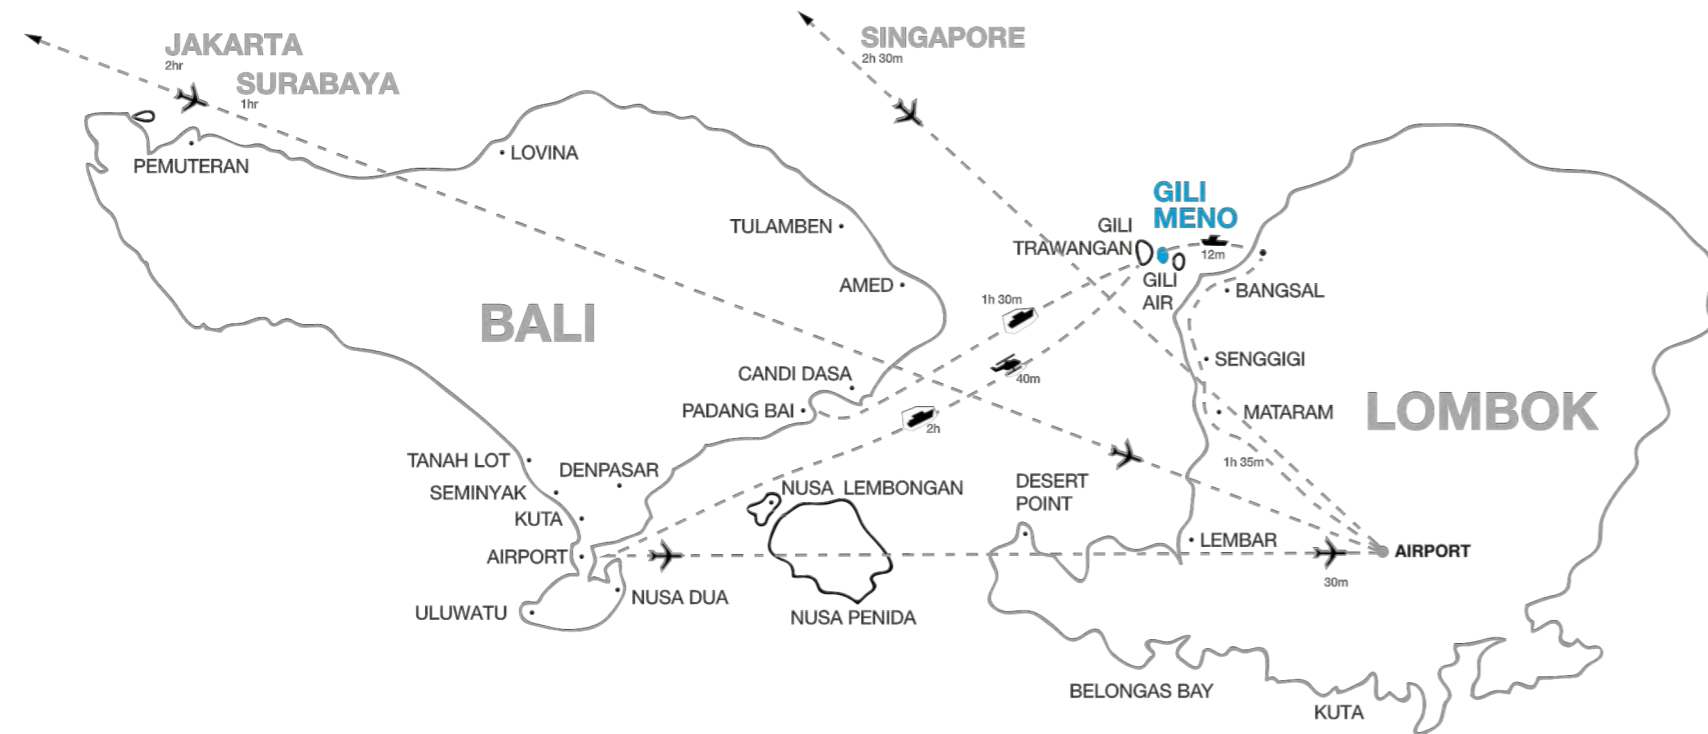 JAKARTA
2hr
SURABAYA
1hr
SINGAPORE
2h 30m
PEMUTERAN
LOVINA
TULAMBEN
AMED
BALI
CANDI DASA
PADANG BAI
TANAH LOT
DENPASAR
SEMINYAK
KUTA
AIRPORT
ULUWATU
NUSA DUA
NUSA LEMBONGAN
NUSA PENIDA
GILI
MENO
GILI
TRAWANGAN
12m
GILI
AIR
BANGSAL
1h 30m
40m
2h
SENGGIGI
MATARAM
LOMBOK
1h 35m
DESERT
POINT
LEMBAR
AIRPORT
30m
BELONGAS BAY
KUTA